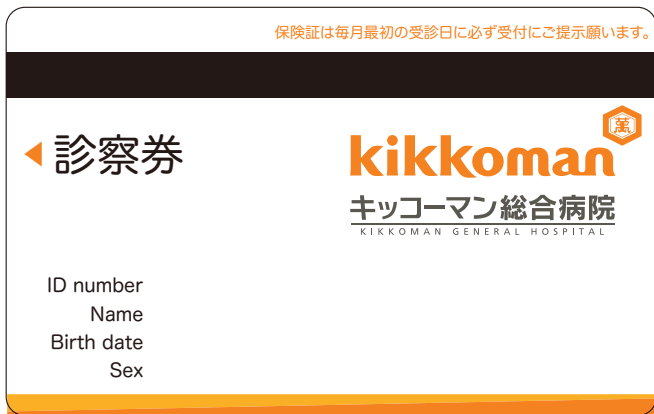 保険証は毎月最初の受診日に必ず受付にご提示願います。
診察券
萬
kikkoman
キッコーマン総合病院
KIKKOMAN GENERAL HOSPITAL
ID number
Name
Birth date
Sex